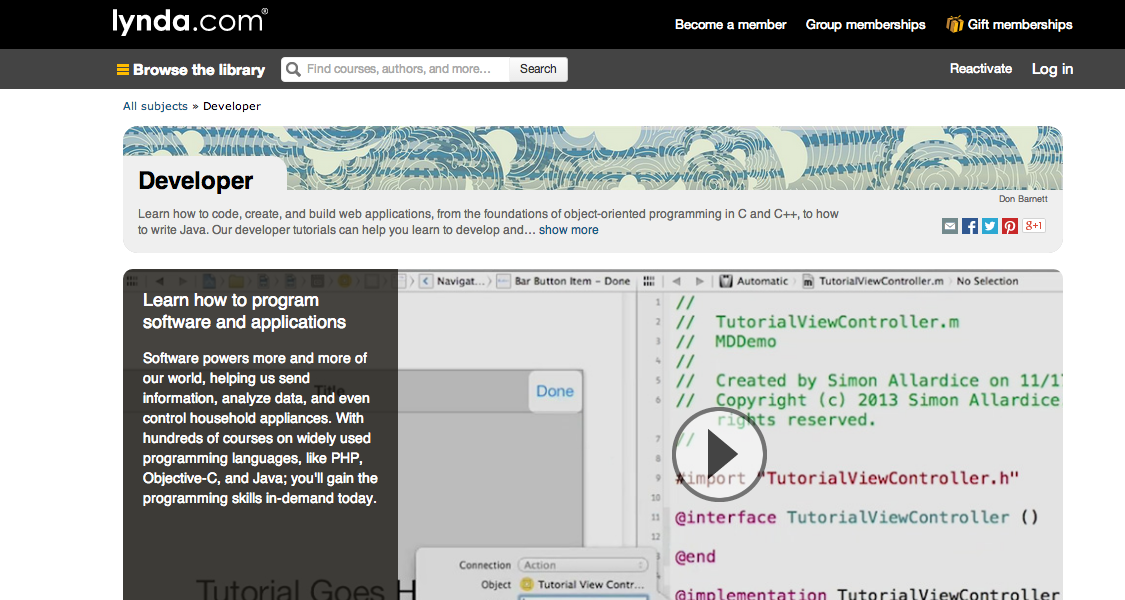 lynda.com®
Become a member Group memberships Gift memberships
Browse the library Find courses, authors, and more... Search Reactivate Log in
All subjects » Developer
Developer
Don Barnett
Learn how to code, create, and build web applications, from the foundations of object-oriented programming in C and C++, to how
to write Java. Our developer tutorials can help you learn to develop and... show more
g+1
Learn how to program
software and applications
Software powers more and more of
our world, helping us send
information, analyze data, and even
control household appliances. With
hundreds of courses on widely used
programming languages, like PHP,
Objective-C, and Java; you'll gain the
programming skills in-demand today.
Navigat... Bar Button Item – Done Automatic TutorialViewController.m No Selection
Title
Done
1 //
2 // TutorialViewController.m
3 // MDDemo
4 //
5 // Created by Simon Allardice on 11/1
6 // Copyright (c) 2013 Simon Allardice
rights reserved.
7 //
8
9 #import "TutorialViewController.h"
10
11 @interface TutorialViewController ()
12
@end
@implementation TutorialViewController
Connection Action
Object Tutorial View Contr...
Tutorial Goes H